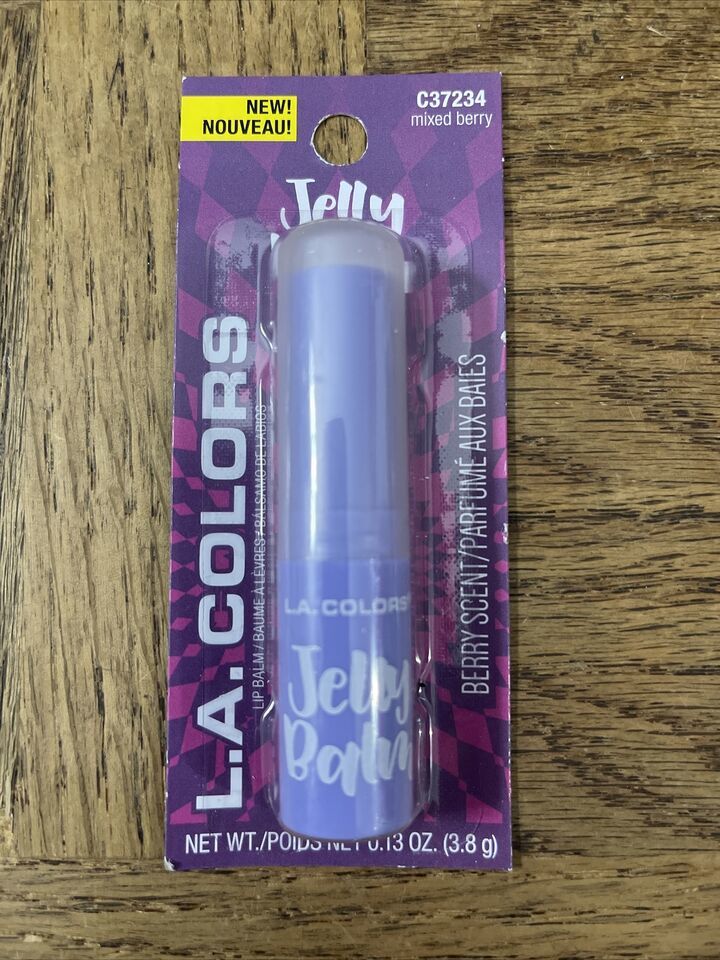 NEW!
NOUVEAU!
C37234
mixed berry
Jelly
L.A. COLORS
LIP BALM / BAUME À LÈVRES / BÁLSAMO DE LABIOS
BERRY SCENT/PARFUMÉ AUX BAIES
L.A. COLORS®
Jelly
Balm
NET WT./POIDS NET 0.13 OZ. (3.8 g)